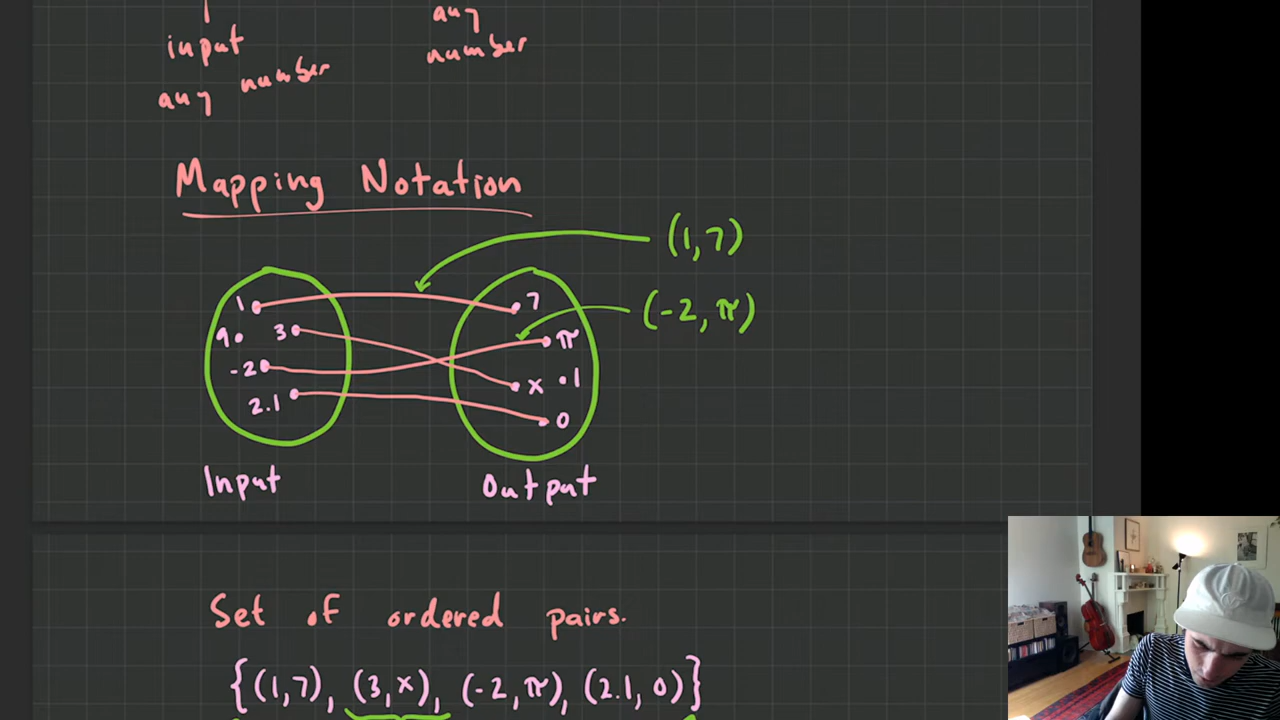 any
input
number
any number
Mapping Notation
(1,7)
1 7
(-2, π)
9 3 π
-2
x 1
2.1 0
Input Output
Set of ordered pairs.
{(1,7), (3,x), (-2, π), (2.1, 0)}